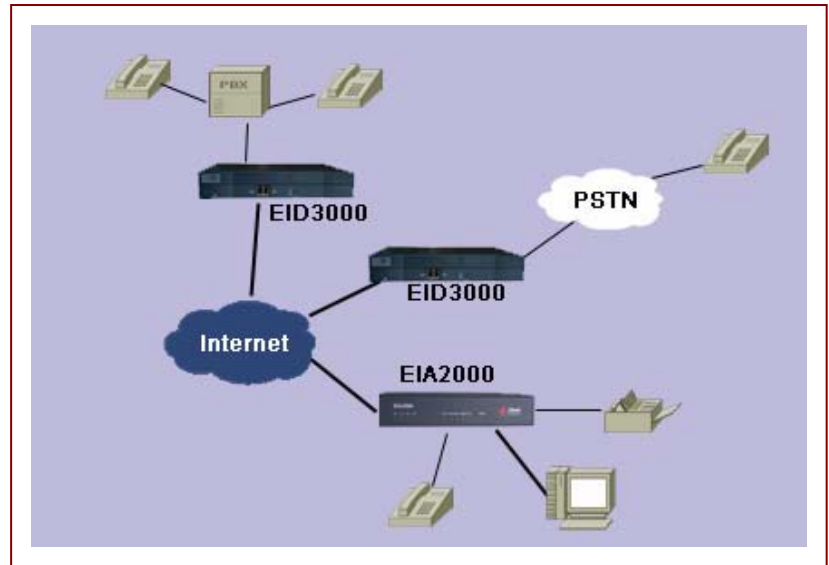 PBX
EID3000
PSTN
EID3000
Internet
EIA2000